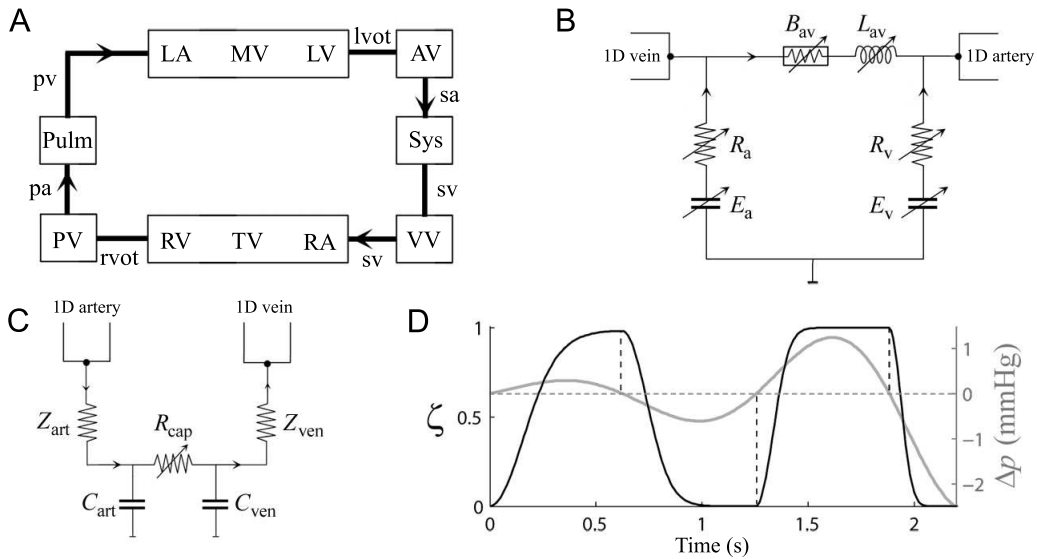 A
LA MV LV
lvot
AV
pv
sa
Pulm
Sys
pa
sv
PV
rvot
RV TV RA
sv
VV
B
1D vein
B_av
L_av
1D artery
R_a
R_v
E_a
E_v
C
1D artery
1D vein
Z_art
R_cap
Z_ven
C_art
C_ven
D
1
0.5
0
ζ
0 0.5 1 1.5 2
Time (s)
1
0
−1
−2
Δp (mmHg)